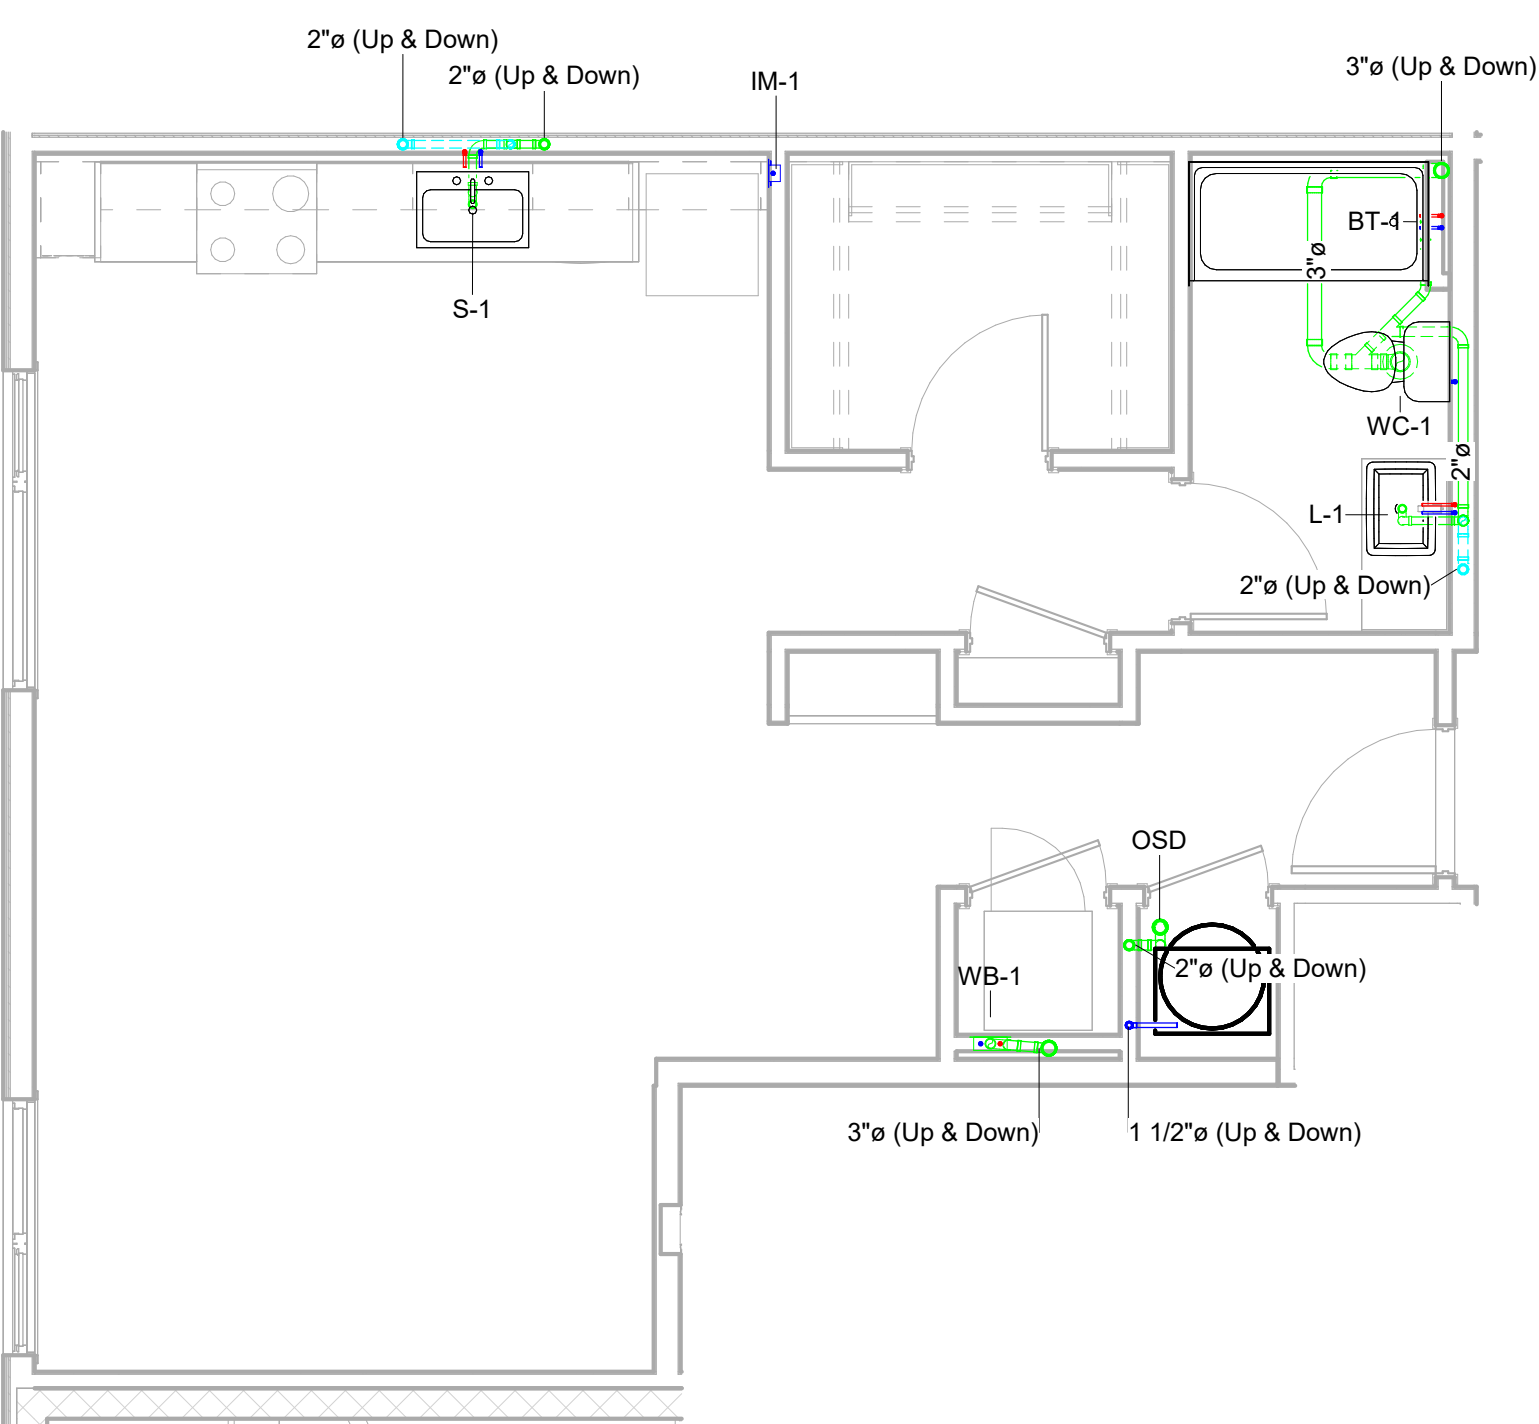 2"ø (Up & Down)
2"ø (Up & Down)
IM-1
3"ø (Up & Down)
BT-1
3"ø
S-1
WC-1
2"ø
L-1
2"ø (Up & Down)
OSD
2"ø (Up & Down)
WB-1
3"ø (Up & Down)
1 1/2"ø (Up & Down)